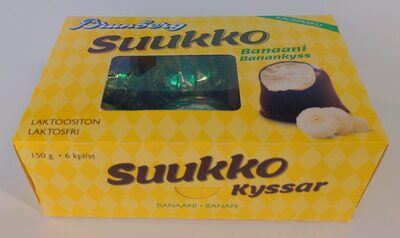 Brunberg
KAUSIMAKU
Suukko
Banaani
Banankyss
LAKTOOSITON
LAKTOSFRI
150 g • 6 kpl/st
Suukko
Kyssar
BANAANI • BANAN